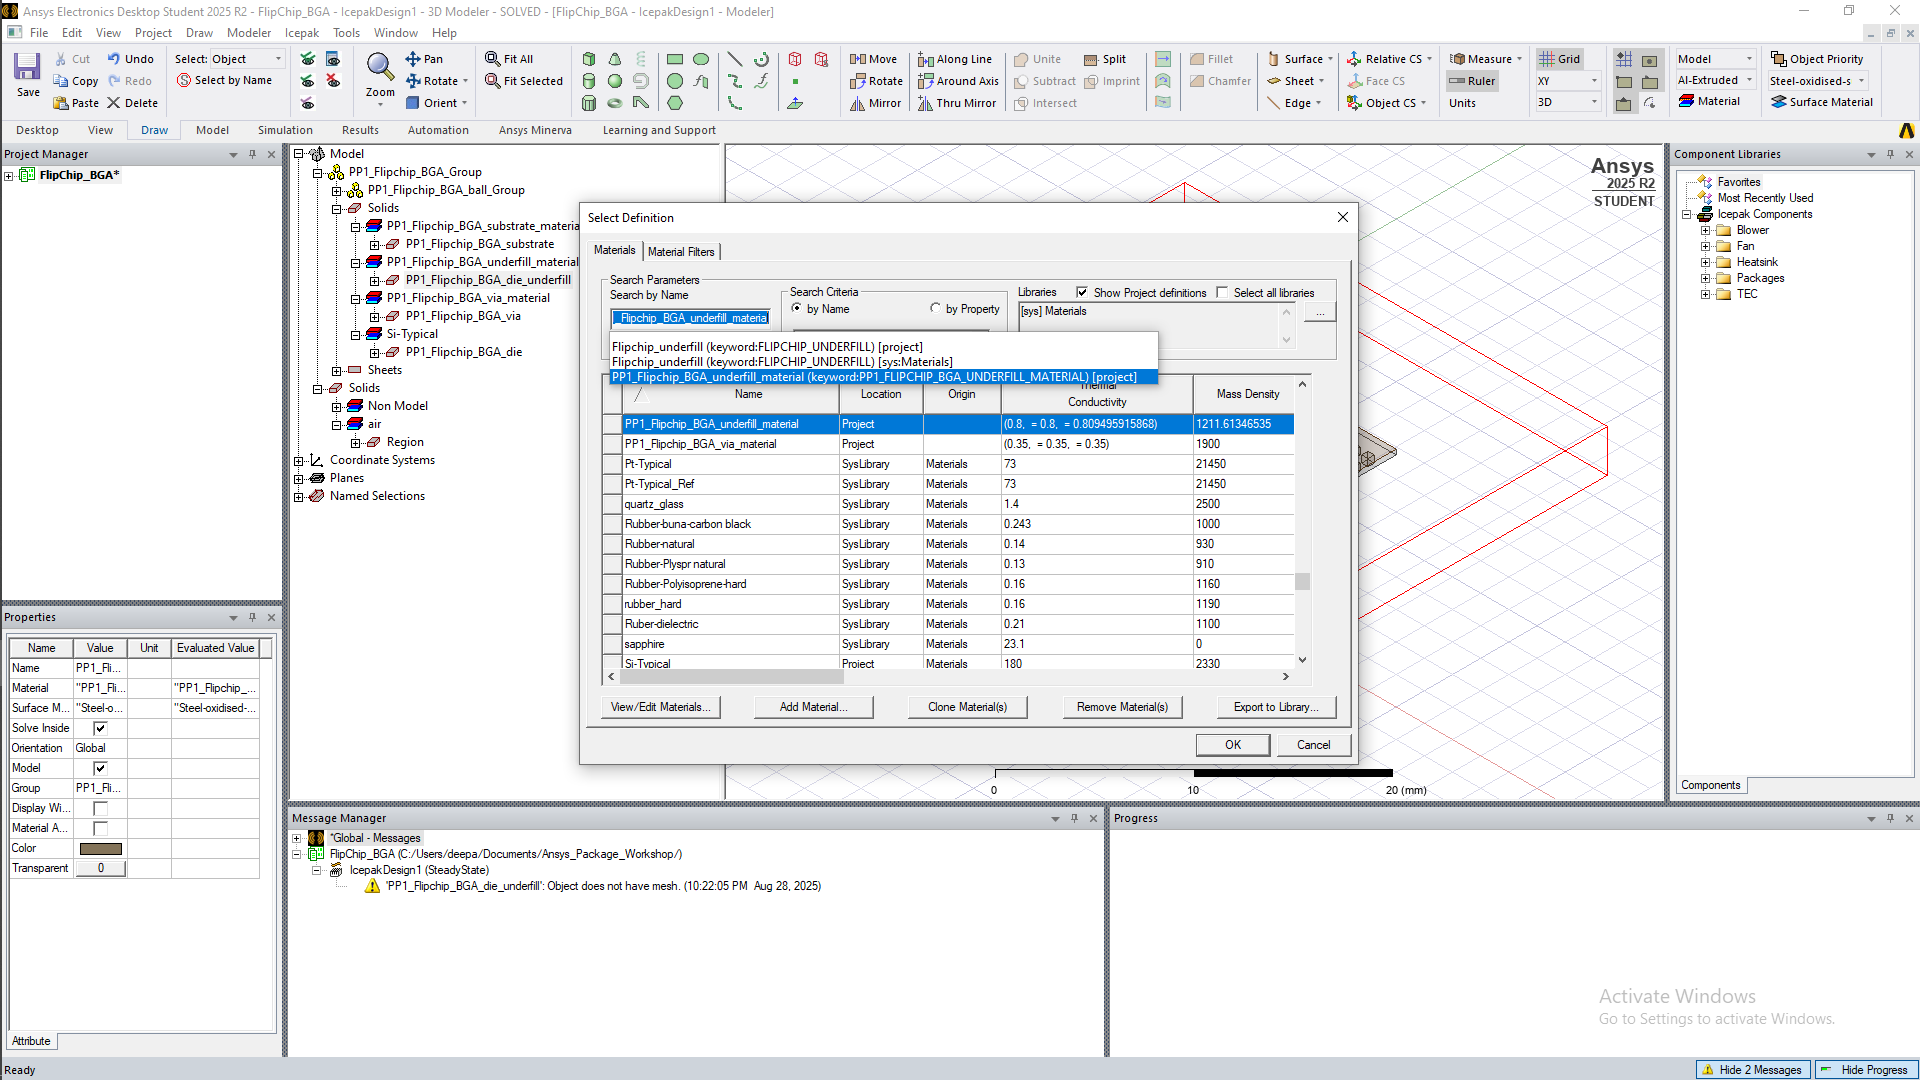 Ansys Electronics Desktop Student 2025 R2 - FlipChip_BGA - IcepakDesign1 - 3D Modeler - SOLVED - [FlipChip_BGA - IcepakDesign1 - Modeler]
File Edit View Project Draw Modeler Icepak Tools Window Help
Save
Cut Undo
Copy Redo
Paste Delete
Select: Object
Select by Name
Zoom
Pan
Rotate
Orient
Fit All
Fit Selected
Move Along Line Unite Split Fillet Surface Relative CS Measure Grid Model Object Priority
Rotate Around Axis Subtract Imprint Chamfer Sheet Face CS Ruler XY Al-Extruded Steel-oxidised-s
Mirror Thru Mirror Intersect Edge Object CS Units 3D Material Surface Material
Desktop View Draw Model Simulation Results Automation Ansys Minerva Learning and Support
Project Manager
FlipChip_BGA*
Model
PP1_Flipchip_BGA_Group
PP1_Flipchip_BGA_ball_Group
Solids
PP1_Flipchip_BGA_substrate_materia
PP1_Flipchip_BGA_substrate
PP1_Flipchip_BGA_underfill_material
PP1_Flipchip_BGA_die_underfill
PP1_Flipchip_BGA_via_material
PP1_Flipchip_BGA_via
Si-Typical
PP1_Flipchip_BGA_die
Sheets
Solids
Non Model
air
Region
Coordinate Systems
Planes
Named Selections
Ansys
2025 R2
STUDENT
Component Libraries
Favorites
Most Recently Used
Icepak Components
Blower
Fan
Heatsink
Packages
TEC
Components
Select Definition
Materials Material Filters
Search Parameters
Search by Name
_Flipchip_BGA_underfill_materia
Search Criteria
by Name by Property
Libraries Show Project definitions Select all libraries
[sys] Materials
...
Flipchip_underfill (keyword:FLIPCHIP_UNDERFILL) [project]
Flipchip_underfill (keyword:FLIPCHIP_UNDERFILL) [sys:Materials]
PP1_Flipchip_BGA_underfill_material (keyword:PP1_FLIPCHIP_BGA_UNDERFILL_MATERIAL) [project]
Name Location Origin Thermal Conductivity Mass Density
PP1_Flipchip_BGA_underfill_material Project (0.8, = 0.8, = 0.809495915868) 1211.61346535
PP1_Flipchip_BGA_via_material Project (0.35, = 0.35, = 0.35) 1900
Pt-Typical SysLibrary Materials 73 21450
Pt-Typical_Ref SysLibrary Materials 73 21450
quartz_glass SysLibrary Materials 1.4 2500
Rubber-buna-carbon black SysLibrary Materials 0.243 1000
Rubber-natural SysLibrary Materials 0.14 930
Rubber-Plyspr natural SysLibrary Materials 0.13 910
Rubber-Polyisoprene-hard SysLibrary Materials 0.16 1160
rubber_hard SysLibrary Materials 0.16 1190
Ruber-dielectric SysLibrary Materials 0.21 1100
sapphire SysLibrary Materials 23.1 0
Si-Typical Project Materials 180 2330
View/Edit Materials... Add Material... Clone Material(s) Remove Material(s) Export to Library...
OK Cancel
0 10 20 (mm)
Properties
Name Value Unit Evaluated Value
Name PP1_Fli...
Material "PP1_Fli... "PP1_Flipchip_...
Surface M... "Steel-o... "Steel-oxidised-...
Solve Inside
Orientation Global
Model
Group PP1_Fli...
Display Wi...
Material A...
Color
Transparent 0
Attribute
Message Manager
*Global - Messages
FlipChip_BGA (C:/Users/deepa/Documents/Ansys_Package_Workshop/)
IcepakDesign1 (SteadyState)
'PP1_Flipchip_BGA_die_underfill': Object does not have mesh. (10:22:05 PM Aug 28, 2025)
Progress
Activate Windows
Go to Settings to activate Windows.
Ready
Hide 2 Messages Hide Progress